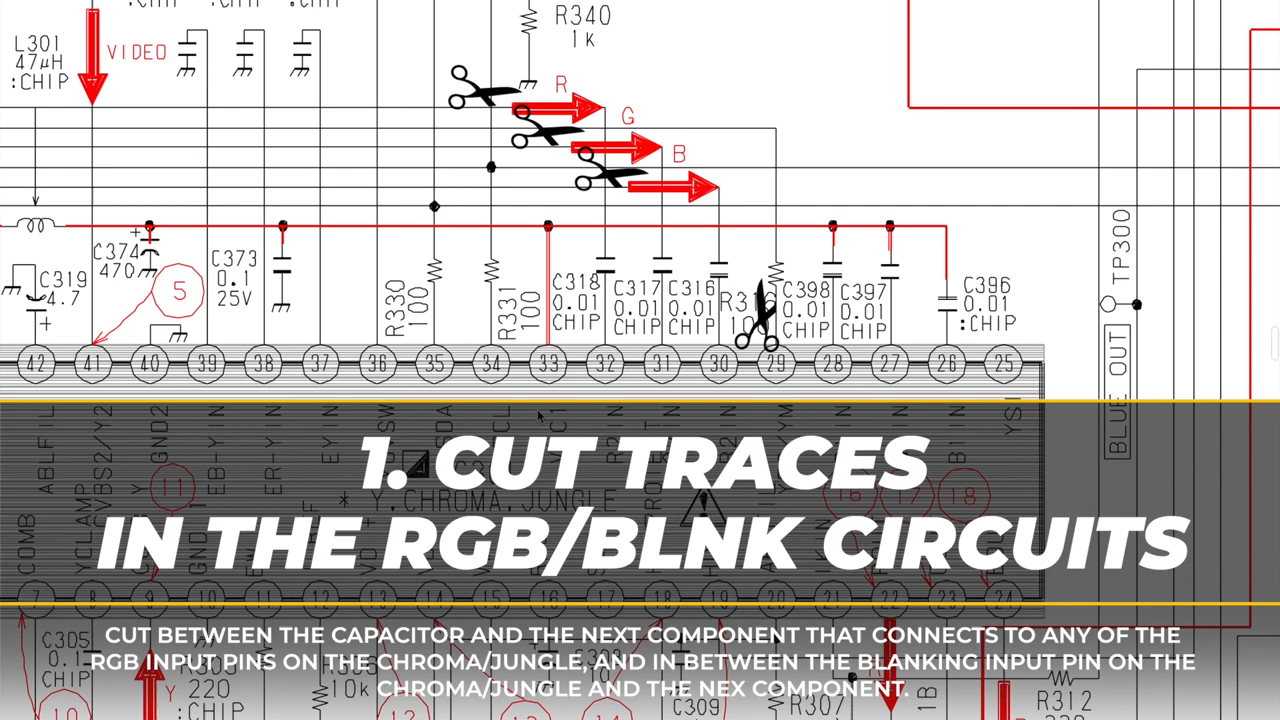 R340
1K
L301
47µH
:CHIP
VIDEO
R
G
B
C374
470
C319
4.7
5
C373
0.1
25V
R330
100
R331
100
C318
0.01
CHIP
C317
0.01
CHIP
C316
0.01
CHIP
C398
0.01
CHIP
C397
0.01
CHIP
C396
0.01
:CHIP
TP300
BLUE OUT
42 41 40 39 38 37 36 35 34 33 32 31 30 29 28 27 26 25
1. CUT TRACES
IN THE RGB/BLNK CIRCUITS
* Y.CHROMA.JUNGLE
11
16 17 18
7 8 9 10 11 12 13 14 15 16 17 18 19 20 21 22 23 24
CUT BETWEEN THE CAPACITOR AND THE NEXT COMPONENT THAT CONNECTS TO ANY OF THE
RGB INPUT PINS ON THE CHROMA/JUNGLE, AND IN BETWEEN THE BLANKING INPUT PIN ON THE
CHROMA/JUNGLE AND THE NEX COMPONENT.
C305
0.1
CHIP
Y
220
:CHIP
10k
C309
R307
R312